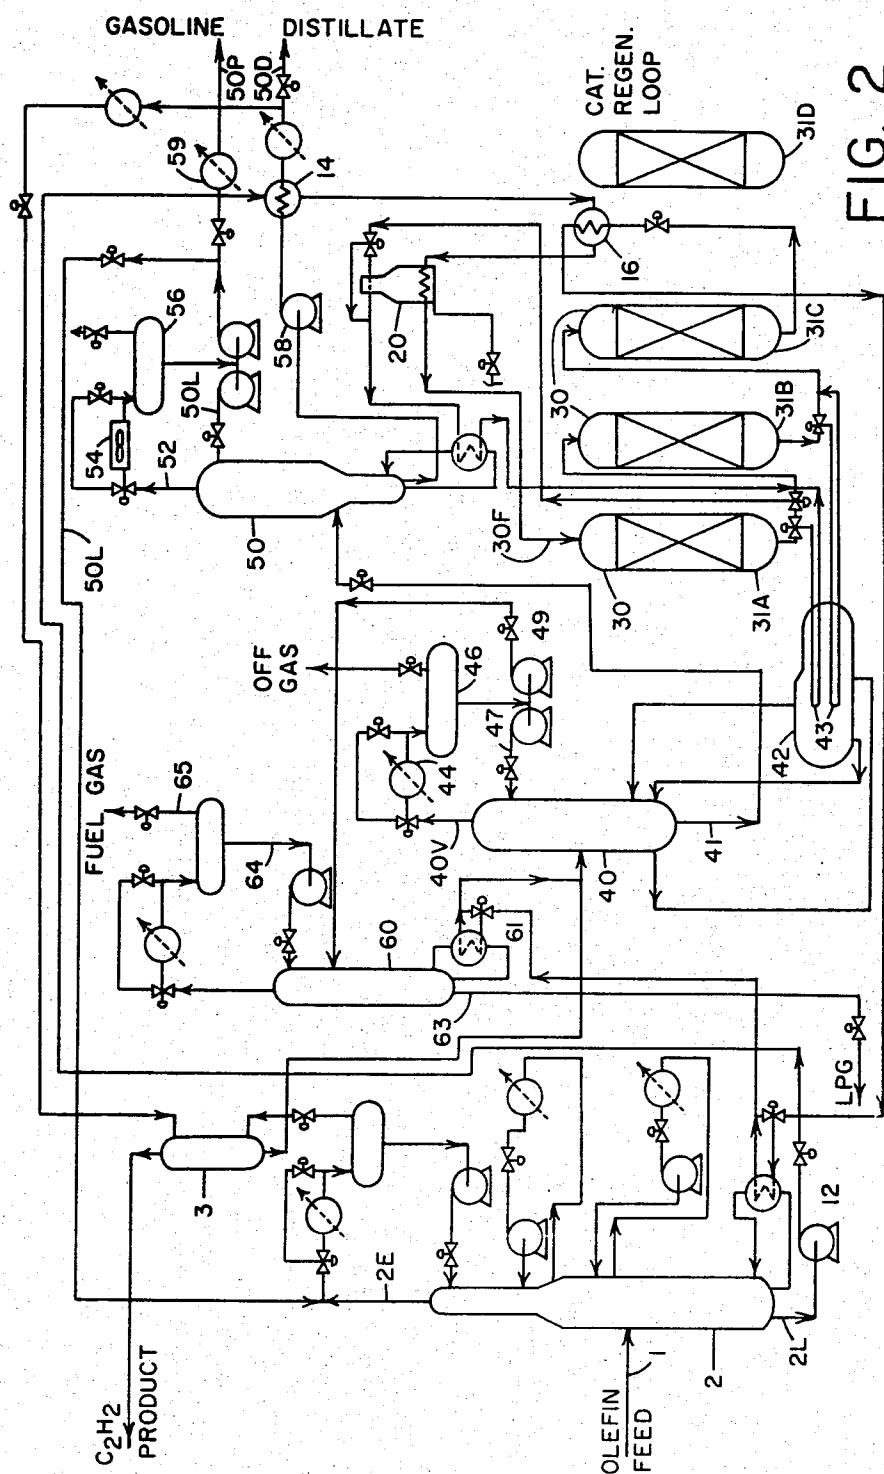 GASOLINE
DISTILLATE
50P
50D
59
14
CAT.
REGEN.
LOOP
31D
FIG. 2
56
54
52
50L
58
20
16
30
31C
30
31B
50L
50
30F
30
31A
OFF
GAS
46
49
47
44
40V
40
41
42
43
FUEL GAS
65
64
60
61
63
LPG
3
2E
12
C2H2
PRODUCT
OLEFIN
FEED
1
2
2L